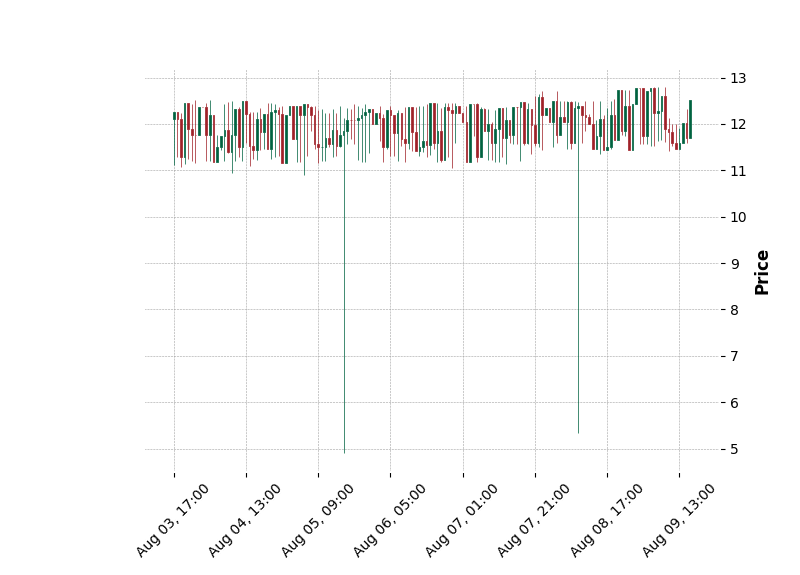 13
12
11
10
9
8
7
6
5
Price
Aug 03, 17:00
Aug 04, 13:00
Aug 05, 09:00
Aug 06, 05:00
Aug 07, 01:00
Aug 07, 21:00
Aug 08, 17:00
Aug 09, 13:00